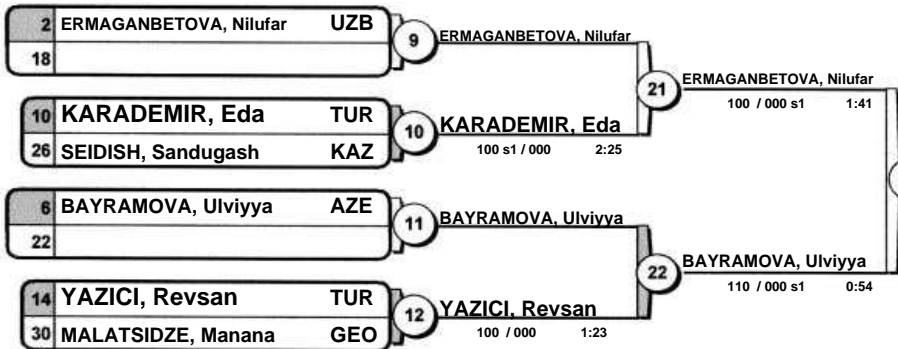 2 ERMAGANBETOVA, Nilufar UZB
18
9
ERMAGANBETOVA, Nilufar
10 KARADEMIR, Eda TUR
26 SEIDISH, Sandugash KAZ
10
KARADEMIR, Eda
100 s1 / 000 2:25
21
ERMAGANBETOVA, Nilufar
100 / 000 s1 1:41
6 BAYRAMOVA, Ulviyya AZE
22
11
BAYRAMOVA, Ulviyya
14 YAZICI, Revsan TUR
30 MALATSIDZE, Manana GEO
12
YAZICI, Revsan
100 / 000 1:23
22
BAYRAMOVA, Ulviyya
110 / 000 s1 0:54